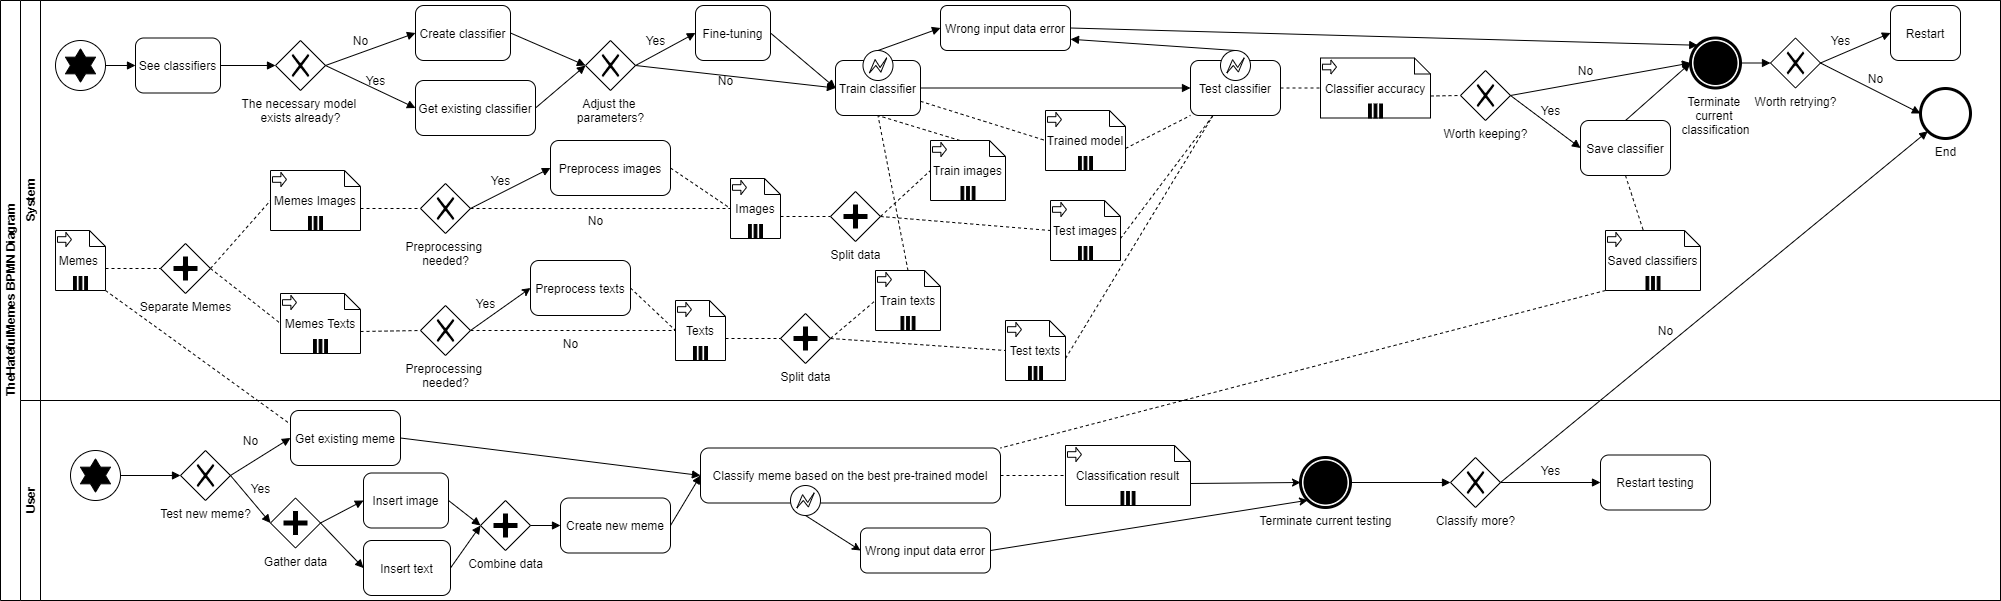 TheHatefulMemes BPMN Diagram
System
See classifiers
The necessary model
exists already?
No
Yes
Create classifier
Get existing classifier
Adjust the
parameters?
Yes
No
Fine-tuning
Train classifier
Wrong input data error
Test classifier
Classifier accuracy
Worth keeping?
No
Yes
Save classifier
Terminate
current
classification
Worth retrying?
Yes
No
Restart
End
Trained model
Train images
Test images
Train texts
Test texts
Saved classifiers
Memes
Separate Memes
Memes Images
Preprocessing
needed?
Yes
No
Preprocess images
Images
Split data
Memes Texts
Preprocessing
needed?
Yes
No
Preprocess texts
Texts
Split data
User
Test new meme?
No
Yes
Get existing meme
Gather data
Insert image
Insert text
Combine data
Create new meme
Classify meme based on the best pre-trained model
Wrong input data error
Classification result
Terminate current testing
Classify more?
No
Yes
Restart testing